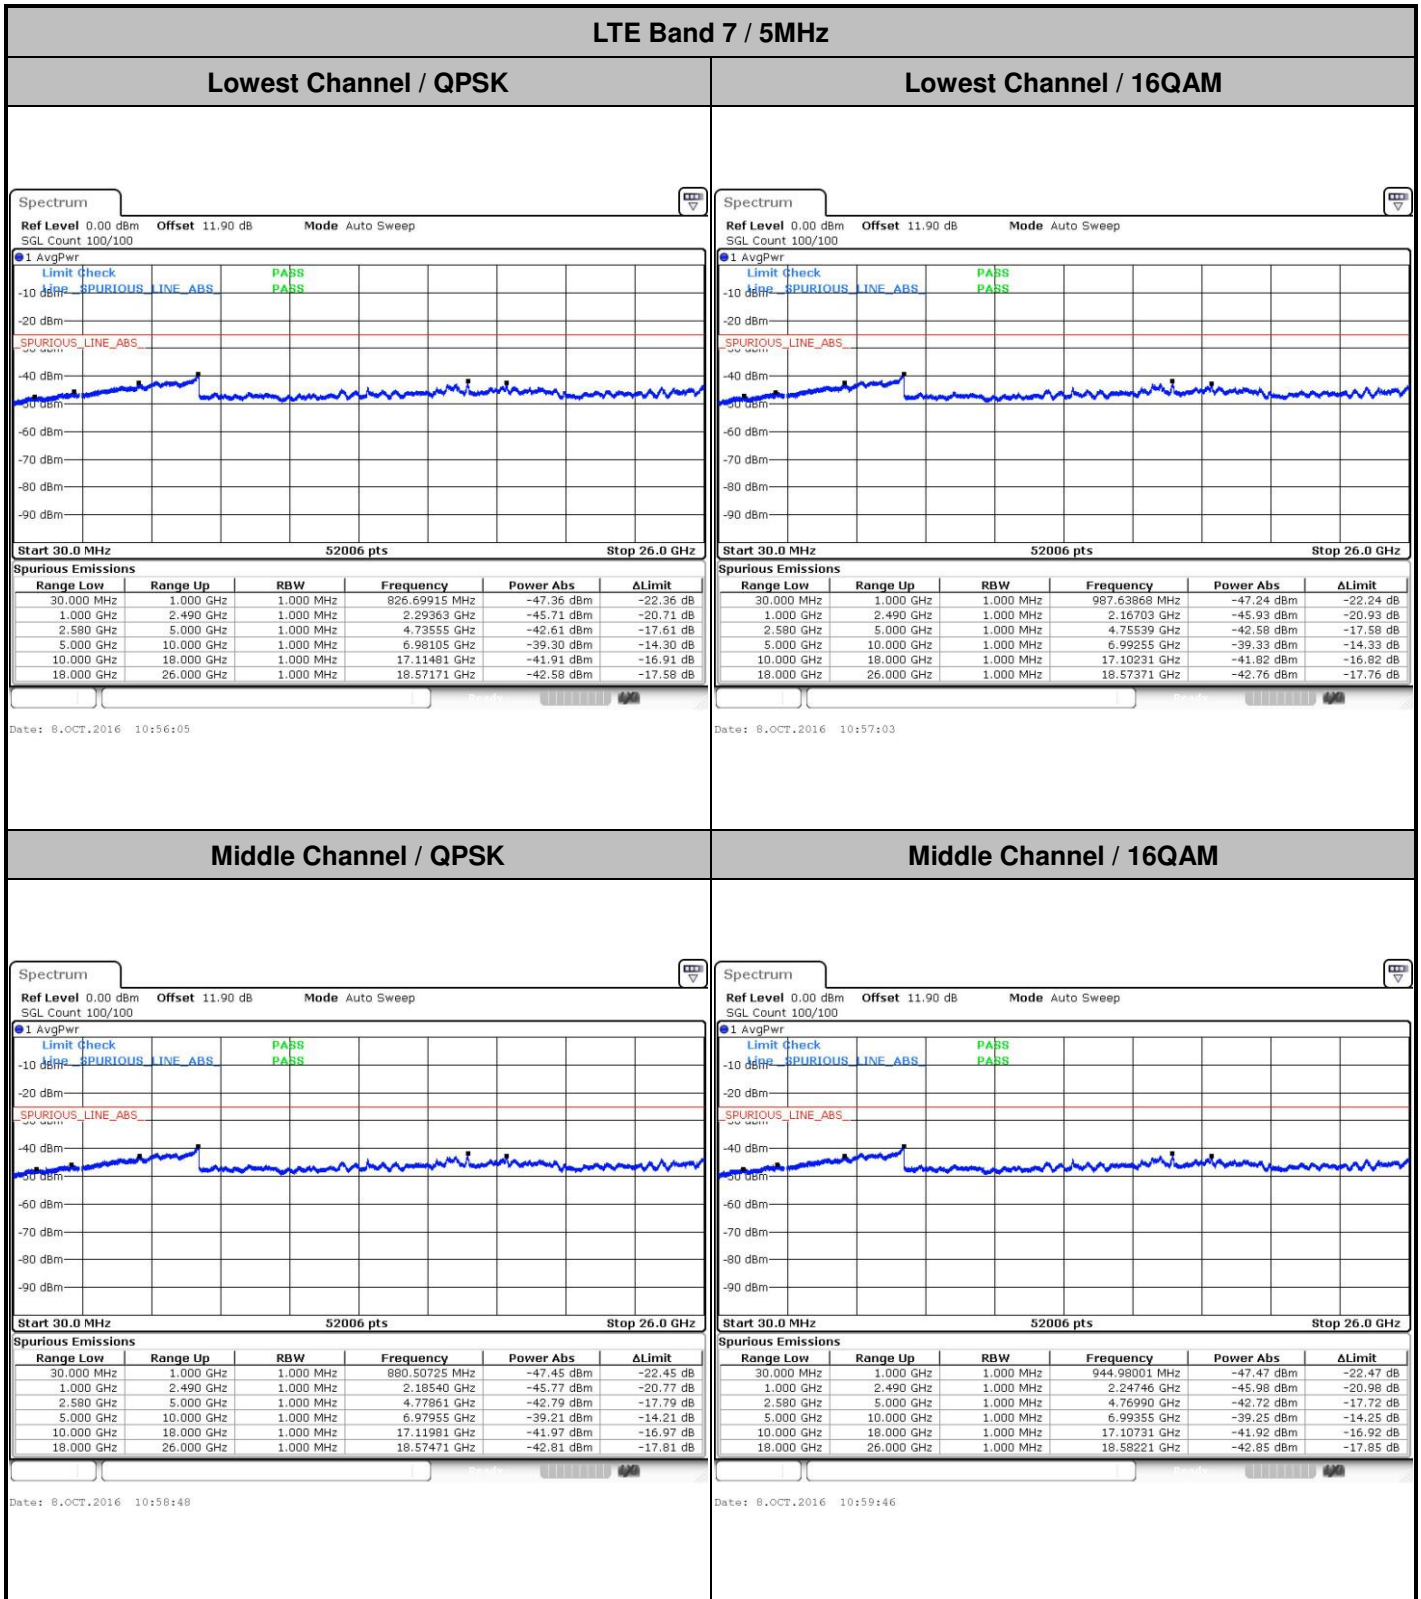 LTE Band 7 / 5MHz
Lowest Channel / QPSK
Lowest Channel / 16QAM
Spectrum
Ref Level 0.00 dBm Offset 11.90 dB Mode Auto Sweep
SGL Count 100/100
1 AvgPwr
Limit Check PASS
Line _SPURIOUS_LINE_ABS_ PASS
-10 dBm
-20 dBm
_SPURIOUS_LINE_ABS_
-30 dBm
-40 dBm
-50 dBm
-60 dBm
-70 dBm
-80 dBm
-90 dBm
Start 30.0 MHz 52006 pts Stop 26.0 GHz
Spurious Emissions
Range Low Range Up RBW Frequency Power Abs ΔLimit
30.000 MHz 1.000 GHz 1.000 MHz 826.69915 MHz -47.36 dBm -22.36 dB
1.000 GHz 2.490 GHz 1.000 MHz 2.29363 GHz -45.71 dBm -20.71 dB
2.580 GHz 5.000 GHz 1.000 MHz 4.73555 GHz -42.61 dBm -17.61 dB
5.000 GHz 10.000 GHz 1.000 MHz 6.98105 GHz -39.30 dBm -14.30 dB
10.000 GHz 18.000 GHz 1.000 MHz 17.11481 GHz -41.91 dBm -16.91 dB
18.000 GHz 26.000 GHz 1.000 MHz 18.57171 GHz -42.58 dBm -17.58 dB
Date: 8.OCT.2016 10:56:05
Spectrum
Ref Level 0.00 dBm Offset 11.90 dB Mode Auto Sweep
SGL Count 100/100
1 AvgPwr
Limit Check PASS
Line _SPURIOUS_LINE_ABS_ PASS
-10 dBm
-20 dBm
_SPURIOUS_LINE_ABS_
-30 dBm
-40 dBm
-50 dBm
-60 dBm
-70 dBm
-80 dBm
-90 dBm
Start 30.0 MHz 52006 pts Stop 26.0 GHz
Spurious Emissions
Range Low Range Up RBW Frequency Power Abs ΔLimit
30.000 MHz 1.000 GHz 1.000 MHz 987.63868 MHz -47.24 dBm -22.24 dB
1.000 GHz 2.490 GHz 1.000 MHz 2.16703 GHz -45.93 dBm -20.93 dB
2.580 GHz 5.000 GHz 1.000 MHz 4.75539 GHz -42.58 dBm -17.58 dB
5.000 GHz 10.000 GHz 1.000 MHz 6.99255 GHz -39.33 dBm -14.33 dB
10.000 GHz 18.000 GHz 1.000 MHz 17.10231 GHz -41.82 dBm -16.82 dB
18.000 GHz 26.000 GHz 1.000 MHz 18.57371 GHz -42.76 dBm -17.76 dB
Date: 8.OCT.2016 10:57:03
Middle Channel / QPSK
Middle Channel / 16QAM
Spectrum
Ref Level 0.00 dBm Offset 11.90 dB Mode Auto Sweep
SGL Count 100/100
1 AvgPwr
Limit Check PASS
Line _SPURIOUS_LINE_ABS_ PASS
-10 dBm
-20 dBm
_SPURIOUS_LINE_ABS_
-30 dBm
-40 dBm
-50 dBm
-60 dBm
-70 dBm
-80 dBm
-90 dBm
Start 30.0 MHz 52006 pts Stop 26.0 GHz
Spurious Emissions
Range Low Range Up RBW Frequency Power Abs ΔLimit
30.000 MHz 1.000 GHz 1.000 MHz 880.50725 MHz -47.45 dBm -22.45 dB
1.000 GHz 2.490 GHz 1.000 MHz 2.18540 GHz -45.77 dBm -20.77 dB
2.580 GHz 5.000 GHz 1.000 MHz 4.77861 GHz -42.79 dBm -17.79 dB
5.000 GHz 10.000 GHz 1.000 MHz 6.97955 GHz -39.21 dBm -14.21 dB
10.000 GHz 18.000 GHz 1.000 MHz 17.11981 GHz -41.97 dBm -16.97 dB
18.000 GHz 26.000 GHz 1.000 MHz 18.57471 GHz -42.81 dBm -17.81 dB
Date: 8.OCT.2016 10:58:48
Spectrum
Ref Level 0.00 dBm Offset 11.90 dB Mode Auto Sweep
SGL Count 100/100
1 AvgPwr
Limit Check PASS
Line _SPURIOUS_LINE_ABS_ PASS
-10 dBm
-20 dBm
_SPURIOUS_LINE_ABS_
-30 dBm
-40 dBm
-50 dBm
-60 dBm
-70 dBm
-80 dBm
-90 dBm
Start 30.0 MHz 52006 pts Stop 26.0 GHz
Spurious Emissions
Range Low Range Up RBW Frequency Power Abs ΔLimit
30.000 MHz 1.000 GHz 1.000 MHz 944.98001 MHz -47.47 dBm -22.47 dB
1.000 GHz 2.490 GHz 1.000 MHz 2.24746 GHz -45.98 dBm -20.98 dB
2.580 GHz 5.000 GHz 1.000 MHz 4.76990 GHz -42.72 dBm -17.72 dB
5.000 GHz 10.000 GHz 1.000 MHz 6.99355 GHz -39.25 dBm -14.25 dB
10.000 GHz 18.000 GHz 1.000 MHz 17.10731 GHz -41.92 dBm -16.92 dB
18.000 GHz 26.000 GHz 1.000 MHz 18.58221 GHz -42.85 dBm -17.85 dB
Date: 8.OCT.2016 10:59:46